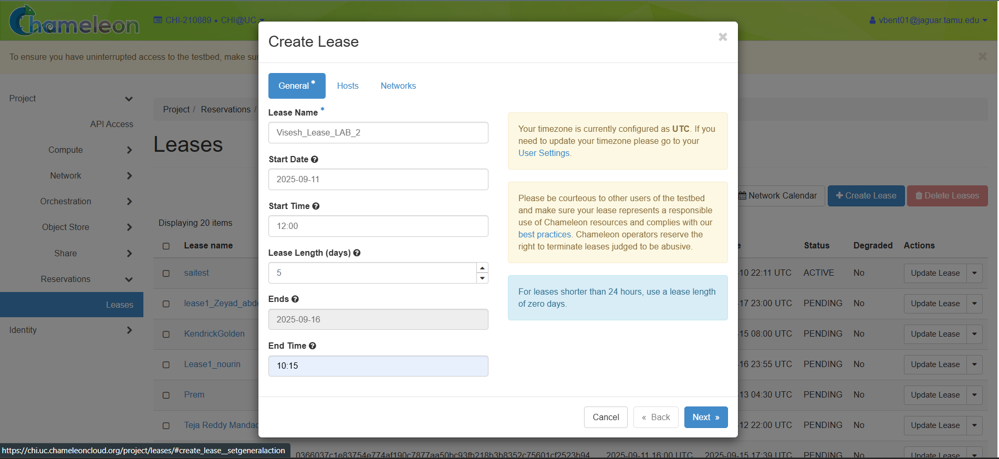 Chameleon
CHI-210889 • CHI@UC
vbent01@jaguar.tamu.edu
To ensure you have uninterrupted access to the testbed, make
Project
API Access
Compute
Network
Orchestration
Object Store
Share
Reservations
Leases
Identity
Project / Reservations /
Leases
Network Calendar
Create Lease
Delete Leases
Displaying 20 items
Lease name
Status
Degraded
Actions
saitest
10 22:11 UTC
ACTIVE
No
Update Lease
lease1_Zeyad_abde
17 23:00 UTC
PENDING
No
Update Lease
KendrickGolden
15 08:00 UTC
PENDING
No
Update Lease
Lease1_nourin
16 23:55 UTC
PENDING
No
Update Lease
Prem
13 04:30 UTC
PENDING
No
Update Lease
Teja Reddy
12 22:00 UTC
PENDING
No
Update Lease
0366037c1e83754e774af190c7877aa50bc93fb218b3b8352c75601cf2523b94
2025-09-11 16:00 UTC
2025-09-15 17:39 UTC
PENDING
No
Update Lease
Create Lease
General *
Hosts
Networks
Lease Name *
Visesh_Lease_LAB_2
Start Date
2025-09-11
Start Time
12:00
Lease Length (days)
5
Ends
2025-09-16
End Time
10:15
Your timezone is currently configured as UTC. If you
need to update your timezone please go to your
User Settings.
Please be courteous to other users of the testbed
and make sure your lease represents a responsible
use of Chameleon resources and complies with our
best practices. Chameleon operators reserve the
right to terminate leases judged to be abusive.
For leases shorter than 24 hours, use a lease length
of zero days.
Cancel
« Back
Next »
https://chi.uc.chameleoncloud.org/project/leases/#create_lease__setgeneralaction